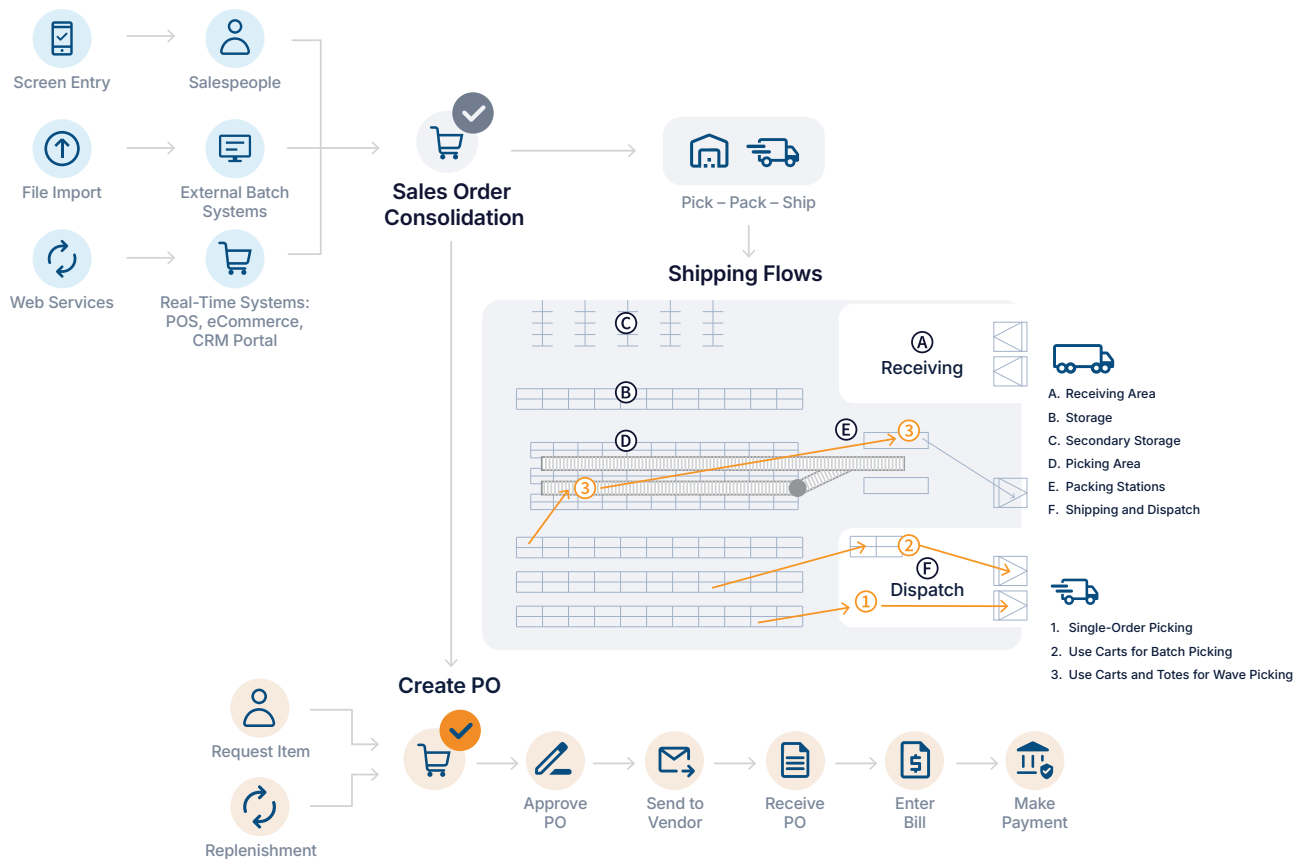 Screen Entry
Salespeople
File Import
External Batch
Systems
Web Services
Real-Time Systems:
POS, eCommerce,
CRM Portal
Sales Order
Consolidation
Pick – Pack – Ship
Shipping Flows
C
A
Receiving
B
D
E
3
3
2
F
Dispatch
1
A. Receiving Area
B. Storage
C. Secondary Storage
D. Picking Area
E. Packing Stations
F. Shipping and Dispatch
1. Single-Order Picking
2. Use Carts for Batch Picking
3. Use Carts and Totes for Wave Picking
Create PO
Request Item
Replenishment
Approve
PO
Send to
Vendor
Receive
PO
$
Enter
Bill
Make
Payment